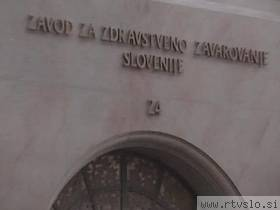 ZAVOD ZA ZDRAVSTVENO ZAVAROVANJE
SLOVENIJE
24
www.rtvslo.si